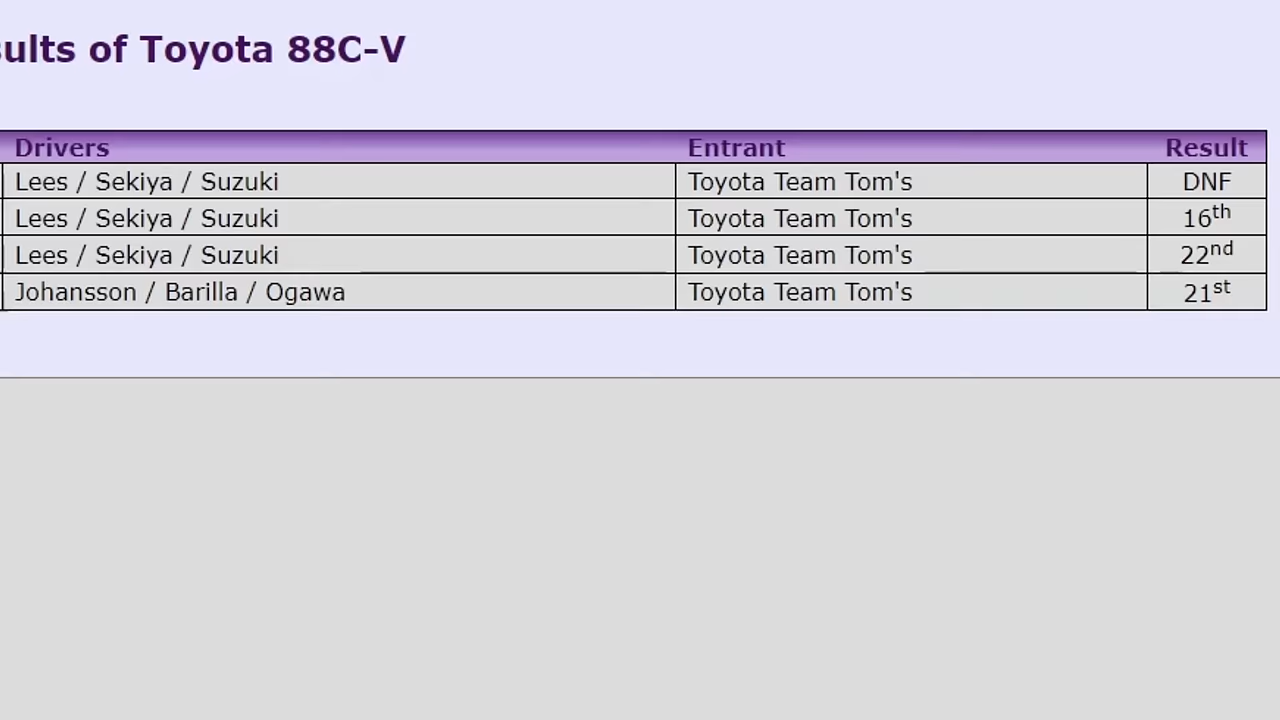 sults of Toyota 88C-V
Drivers Entrant Result
Lees / Sekiya / Suzuki Toyota Team Tom's DNF
Lees / Sekiya / Suzuki Toyota Team Tom's 16th
Lees / Sekiya / Suzuki Toyota Team Tom's 22nd
Johansson / Barilla / Ogawa Toyota Team Tom's 21st